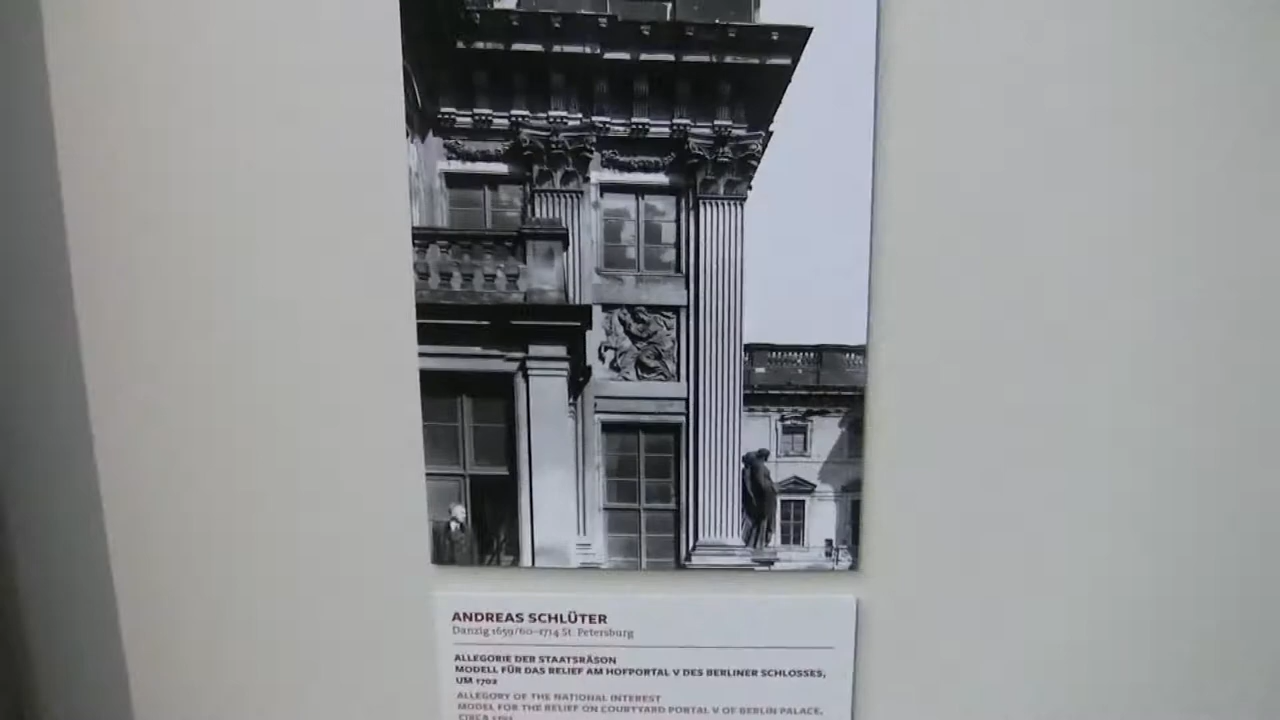 ANDREAS SCHLÜTER
Danzig 1659/60–1714 St. Petersburg
ALLEGORIE DER STAATSRÄSON
MODELL FÜR DAS RELIEF AM HOFPORTAL V DES BERLINER SCHLOSSES,
UM 1702
ALLEGORY OF THE NATIONAL INTEREST
MODEL FOR THE RELIEF ON COURTYARD PORTAL V OF BERLIN PALACE,
CIRCA